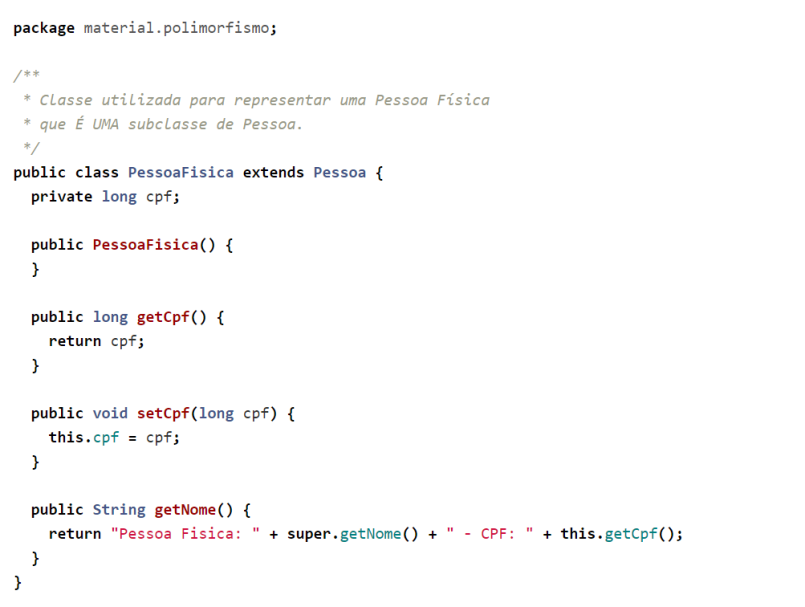 package material.polimorfismo;

/**
 * Classe utilizada para representar uma Pessoa Física
 * que É UMA subclasse de Pessoa.
 */
public class PessoaFisica extends Pessoa {
  private long cpf;

  public PessoaFisica() {
  }

  public long getCpf() {
    return cpf;
  }

  public void setCpf(long cpf) {
    this.cpf = cpf;
  }

  public String getNome() {
    return "Pessoa Fisica: " + super.getNome() + " - CPF: " + this.getCpf();
  }
}